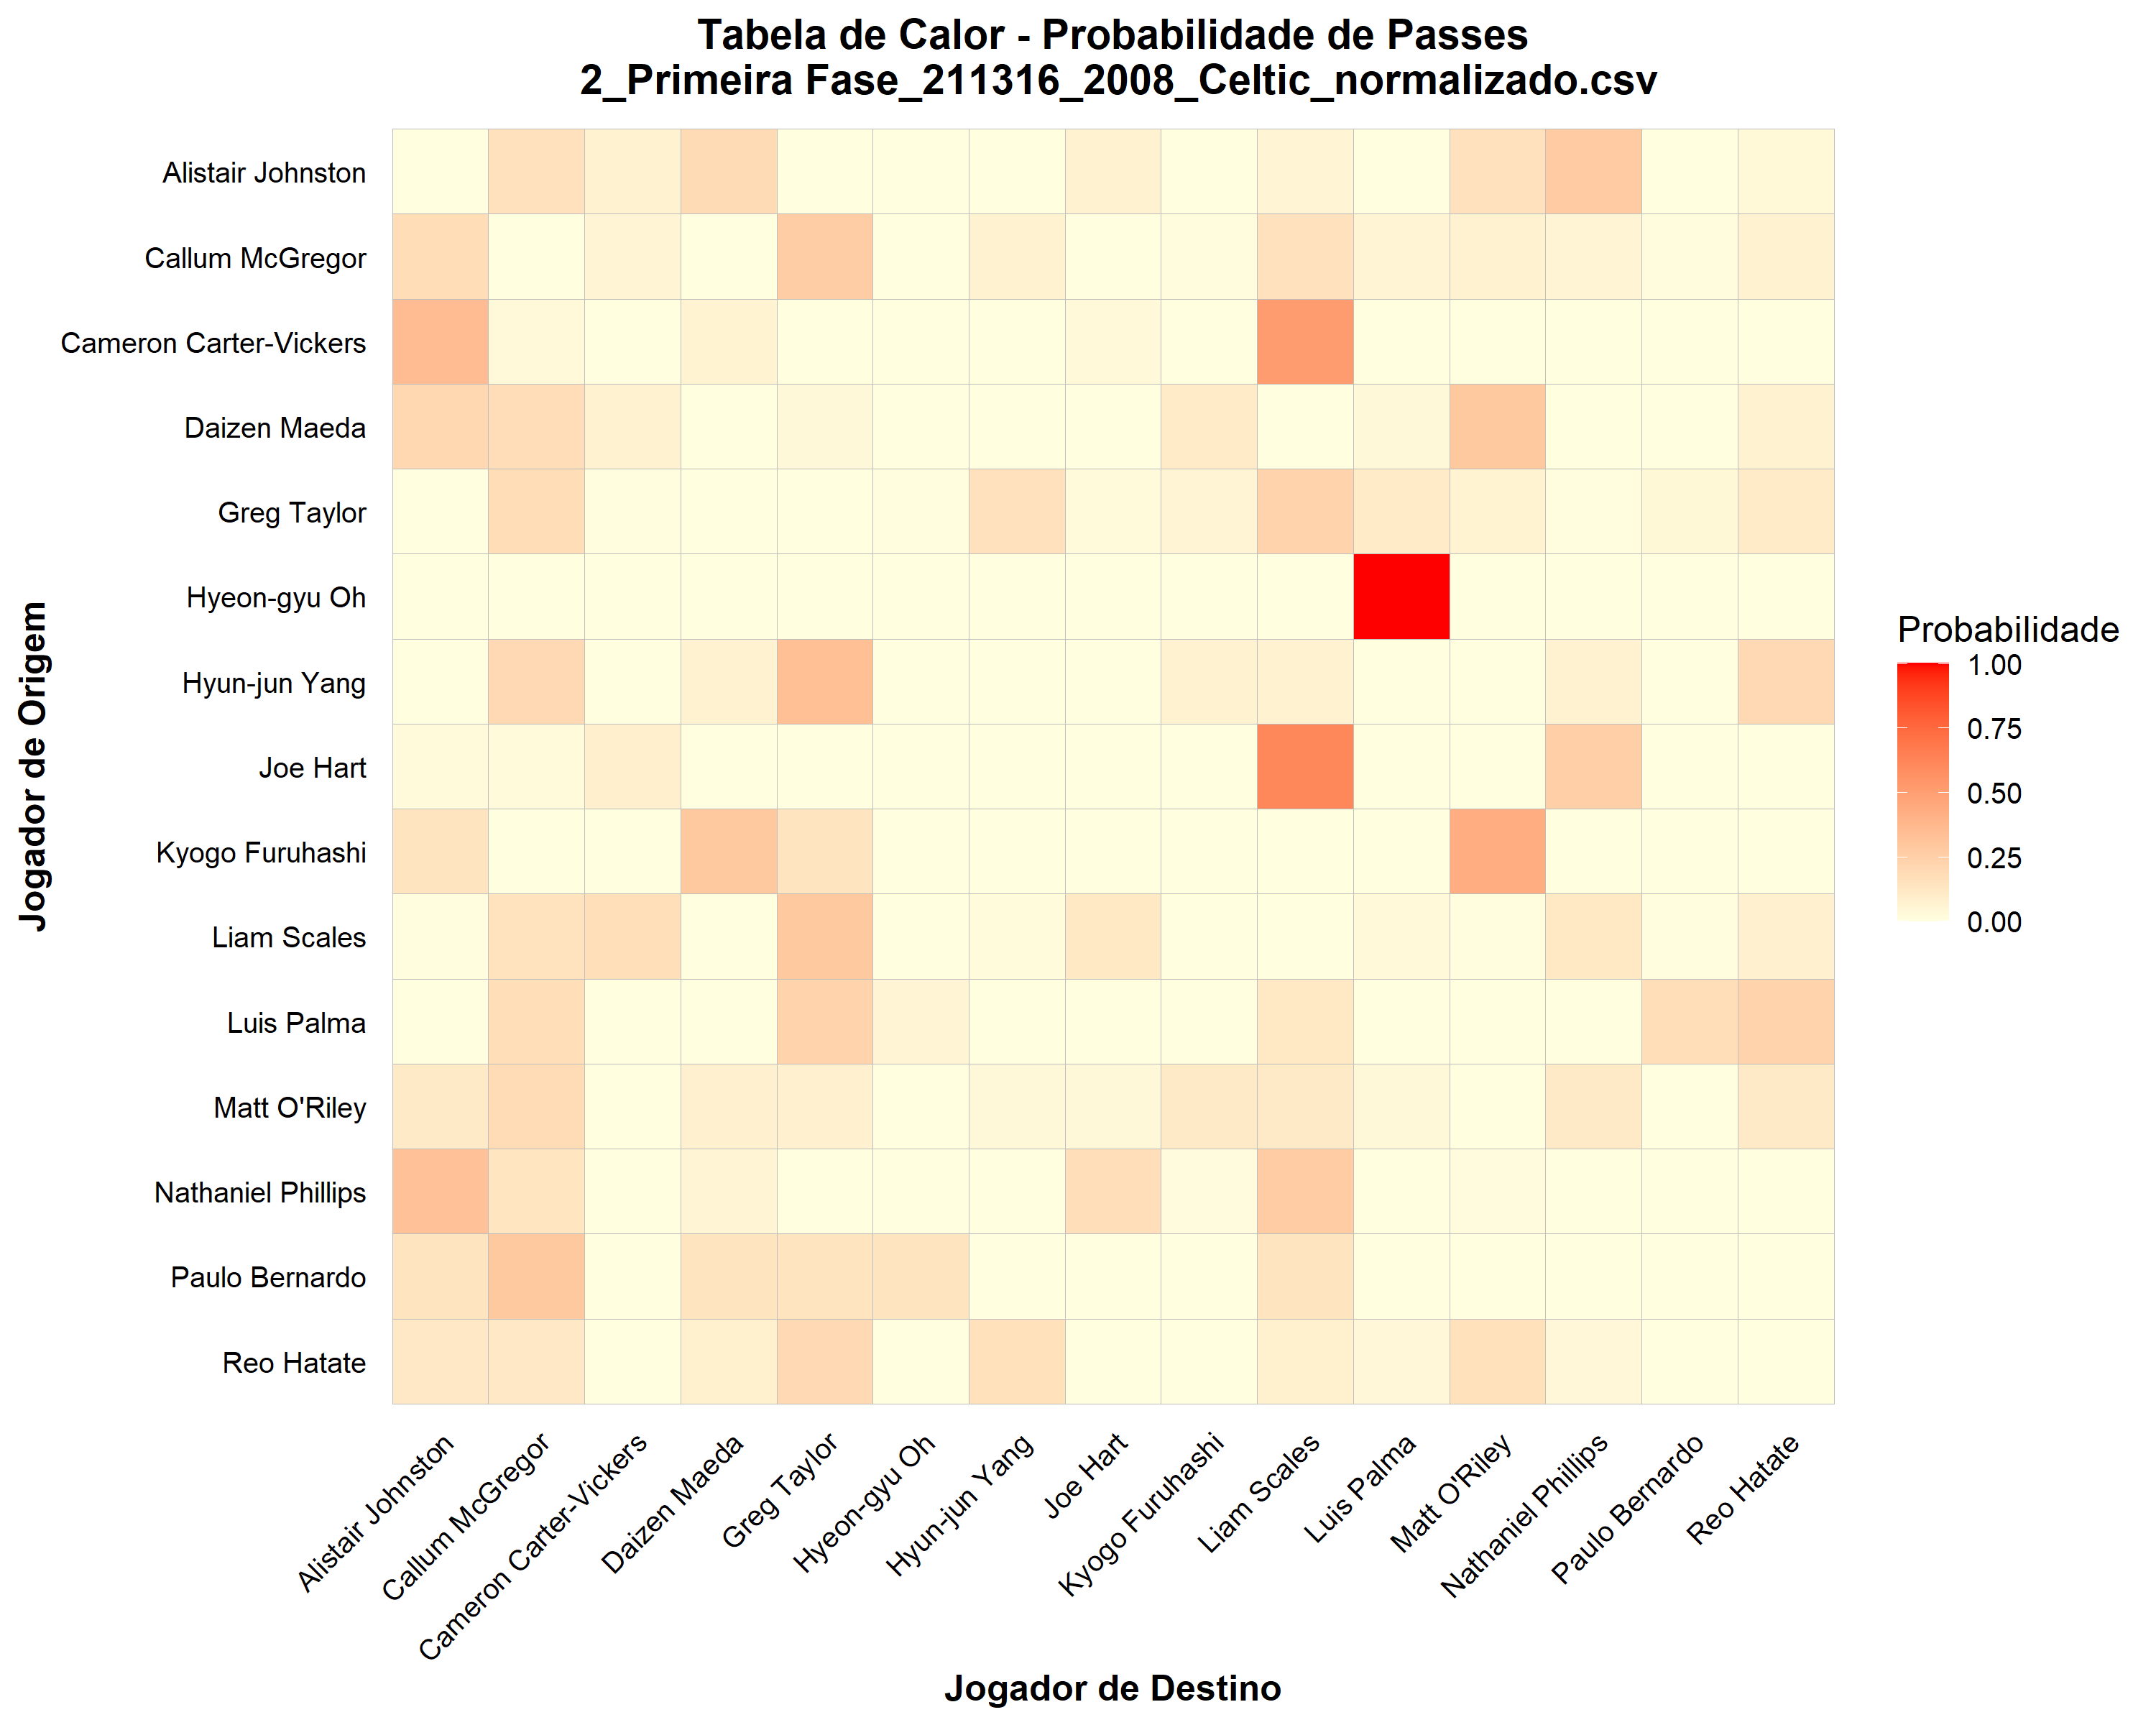 Tabela de Calor - Probabilidade de Passes
2_Primeira Fase_211316_2008_Celtic_normalizado.csv
Jogador de Origem
Alistair Johnston
Callum McGregor
Cameron Carter-Vickers
Daizen Maeda
Greg Taylor
Hyeon-gyu Oh
Hyun-jun Yang
Joe Hart
Kyogo Furuhashi
Liam Scales
Luis Palma
Matt O'Riley
Nathaniel Phillips
Paulo Bernardo
Reo Hatate
Alistair Johnston
Callum McGregor
Cameron Carter-Vickers
Daizen Maeda
Greg Taylor
Hyeon-gyu Oh
Hyun-jun Yang
Joe Hart
Kyogo Furuhashi
Liam Scales
Luis Palma
Matt O'Riley
Nathaniel Phillips
Paulo Bernardo
Reo Hatate
Jogador de Destino
Probabilidade
1.00
0.75
0.50
0.25
0.00